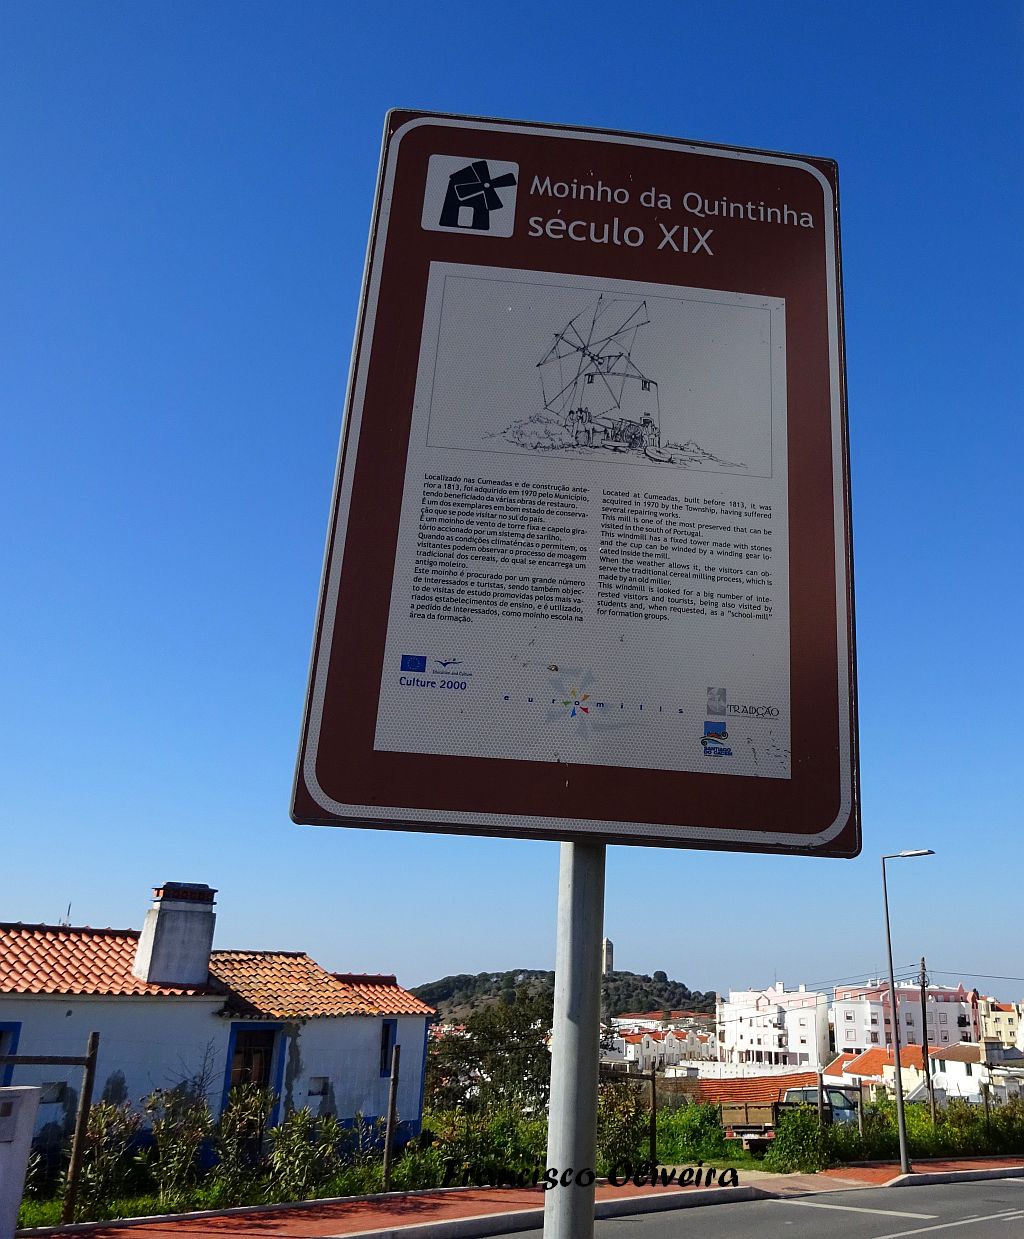 Moinho da Quintinha
século XIX
Localizado nas Cumeadas e de construção ante-
rior a 1813, foi adquirido em 1970 pelo Município,
tendo beneficiado da várias obras de restauro.
É um dos exemplares em bom estado de conserva-
ção que se pode visitar no sul do país.
É um moinho de vento de torre fixa e capelo gira-
tório accionado por um sistema de sarilho.
Quando as condições climaténcas o permitem, os
visitantes podem observar o processo de moagem
tradicional dos cereais, do qual se encarrega um
antigo moleiro.
Este moinho é procurado por um grande número
de interessados e turistas, sendo também objec-
to de visitas de estudo promovidas pelos mais va-
riados estabelecimentos de ensino, e é utilizado,
a pedido de interessados, como moinho escola na
área da formação.
Located at Cumeadas, built before 1813, it was
acquired in 1970 by the Township, having suffered
several repairing works.
This mill is one of the most preserved that can be
visited in the south of Portugal.
This windmill has a fixed tower made with stones
and the cup can be winded by a winding gear lo-
cated inside the mill.
When the weather allows it, the visitors can ob-
serve the traditional cereal milling process, which is
made by an old miller.
This windmill is looked for a big number of inte-
rested visitors and tourists, being also visited by
students and, when requested, as a "school-mill"
for formation groups.
Education and Culture
Culture 2000
euromills
TRADIÇÃO
SANTIAGO
DO CACÉM
Francisco Oliveira